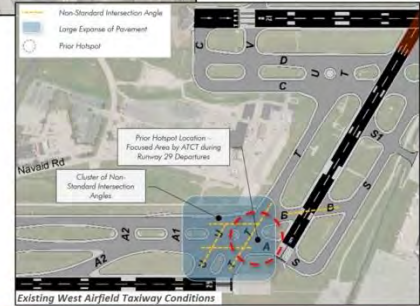 Non-Standard Intersection Angle
Large Expanse of Pavement
Prior Hotspot
C
V
D
U
T
C
T
S1
S
Prior Hotspot Location -
Focused Area by ATCT during
Runway 29 Departures
Navaid Rd
Cluster of Non-
Standard Intersection
Angles
B
B
A2
A1
U
T
A
A2
U
T
S
Existing West Airfield Taxiway Conditions